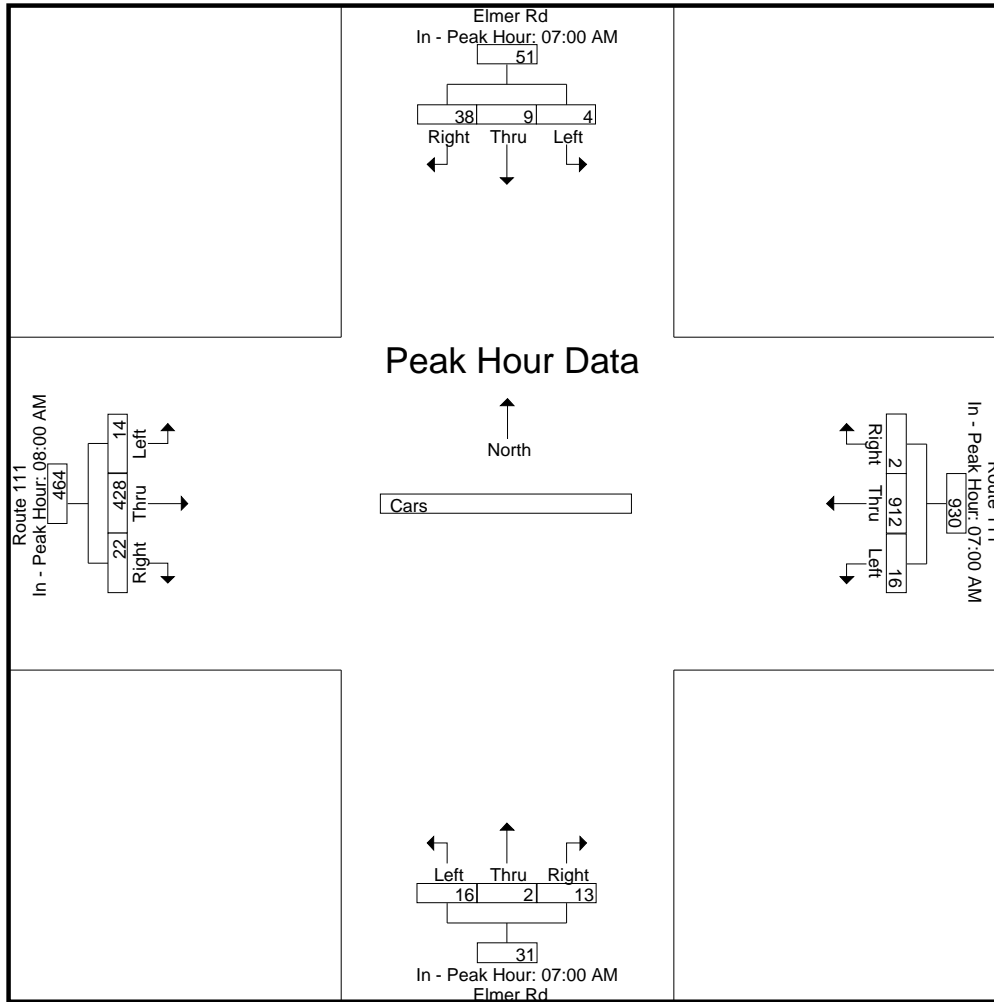 Elmer Rd
In - Peak Hour: 07:00 AM
51
38 9 4
Right Thru Left
Peak Hour Data
North
Cars
Route 111
In - Peak Hour: 08:00 AM
464
14 428 22
Left Thru Right
Right Thru Left
2 912 16
930
In - Peak Hour: 07:00 AM
Route 111
Left Thru Right
16 2 13
31
In - Peak Hour: 07:00 AM
Elmer Rd